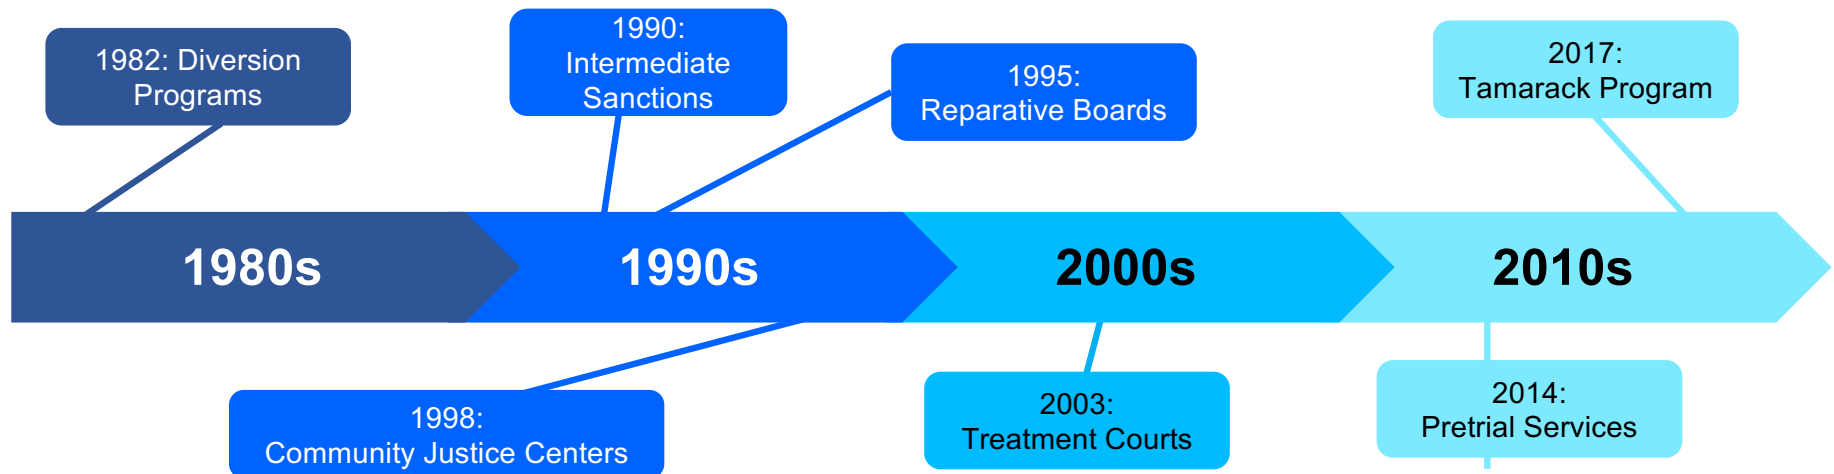 1982: Diversion
Programs
1990:
Intermediate
Sanctions
1995:
Reparative Boards
2017:
Tamarack Program
1980s
1990s
2000s
2010s
1998:
Community Justice Centers
2003:
Treatment Courts
2014:
Pretrial Services